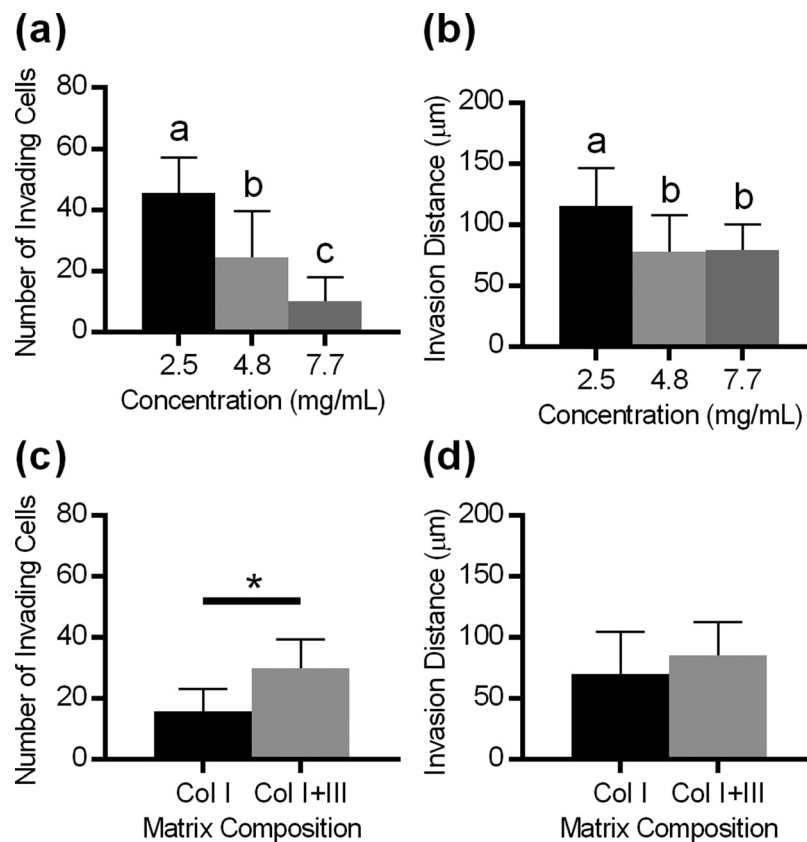 (a)
Number of Invading Cells
80
60
40
20
0
a
b
c
2.5 4.8 7.7
Concentration (mg/mL)
(b)
Invasion Distance (μm)
200
150
100
50
0
a
b
b
2.5 4.8 7.7
Concentration (mg/mL)
(c)
Number of Invading Cells
80
60
40
20
0
*
Col I Col I+III
Matrix Composition
(d)
Invasion Distance (μm)
200
150
100
50
0
Col I Col I+III
Matrix Composition